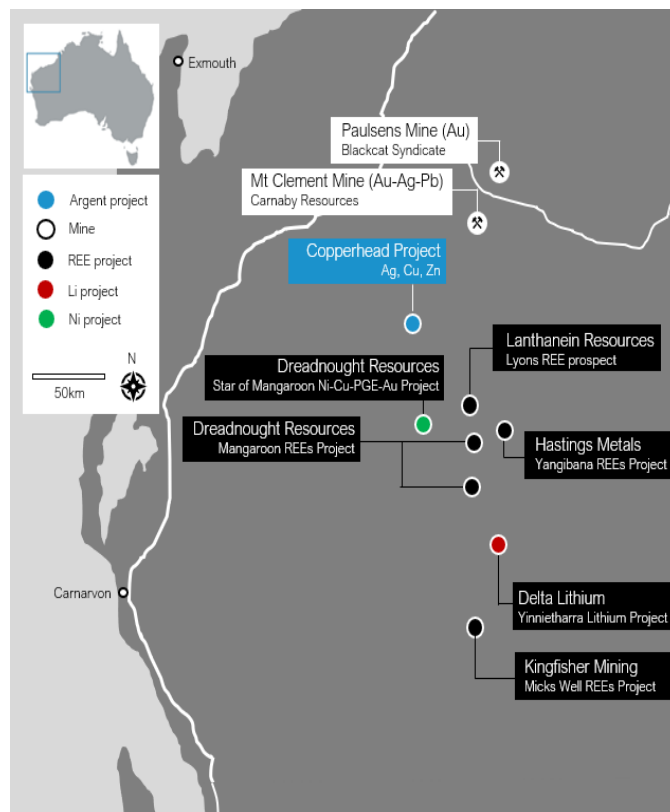 Exmouth
Paulsens Mine (Au)
Blackcat Syndicate
Mt Clement Mine (Au-Ag-Pb)
Carnaby Resources
Argent project
Mine
REE project
Li project
Ni project
N
50km
Copperhead Project
Ag, Cu, Zn
Lanthanein Resources
Lyons REE prospect
Dreadnought Resources
Star of Mangaroon Ni-Cu-PGE-Au Project
Dreadnought Resources
Mangaroon REEs Project
Hastings Metals
Yangibana REEs Project
Carnarvon
Delta Lithium
Yinnietharra Lithium Project
Kingfisher Mining
Micks Well REEs Project